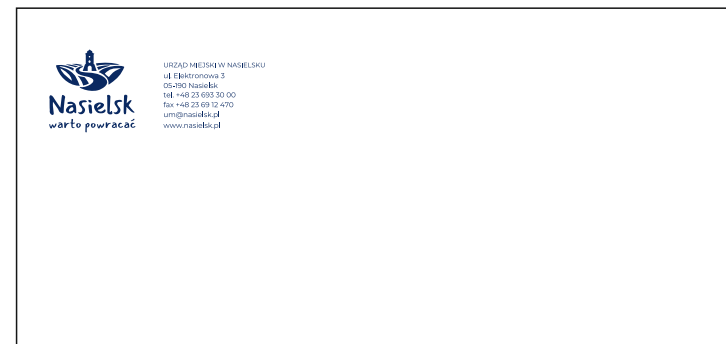 Nasielsk
warto powracać
URZĄD MIEJSKI W NASIELSKU
ul. Elektronowa 3
05-190 Nasielsk
tel. +48 23 693 30 00
fax +48 23 69 12 470
um@nasielsk.pl
www.nasielsk.pl